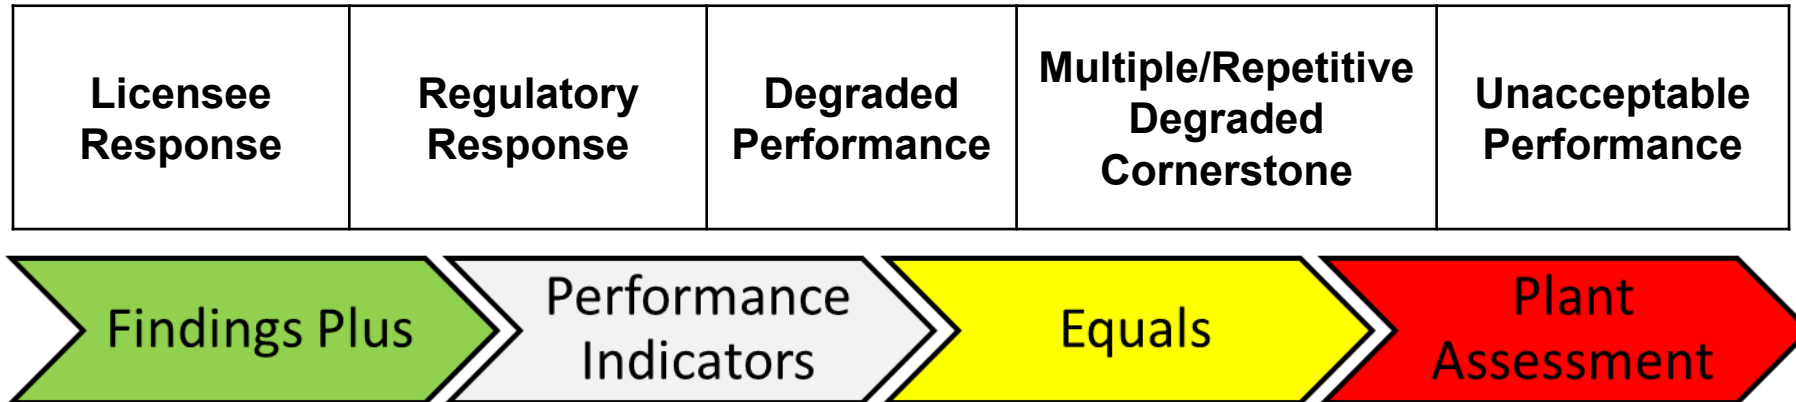 Licensee
Response
Regulatory
Response
Degraded
Performance
Multiple/Repetitive
Degraded
Cornerstone
Unacceptable
Performance
Findings Plus
Performance
Indicators
Equals
Plant
Assessment